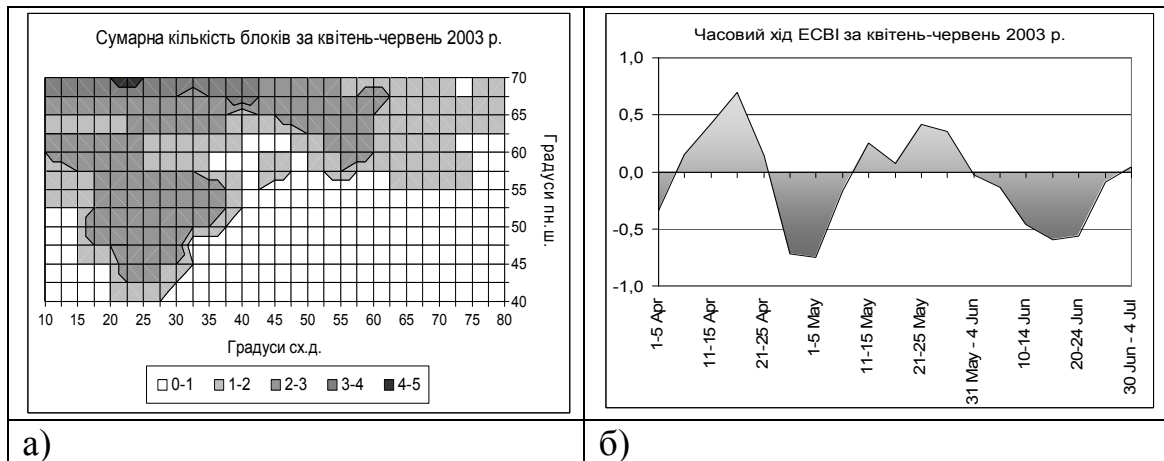 Сумарна кількість блоків за квітень-червень 2003 р.
70
65
60
55
50
45
40
Градуси пн.ш.
10 15 20 25 30 35 40 45 50 55 60 65 70 75 80
Градуси сх.д.
0-1 1-2 2-3 3-4 4-5
а)
Часовий хід ЕСВІ за квітень-червень 2003 р.
1,0
0,5
0,0
-0,5
-1,0
1-5 Apr
11-15 Apr
21-25 Apr
1-5 May
11-15 May
21-25 May
31 May - 4 Jun
10-14 Jun
20-24 Jun
30 Jun - 4 Jul
б)